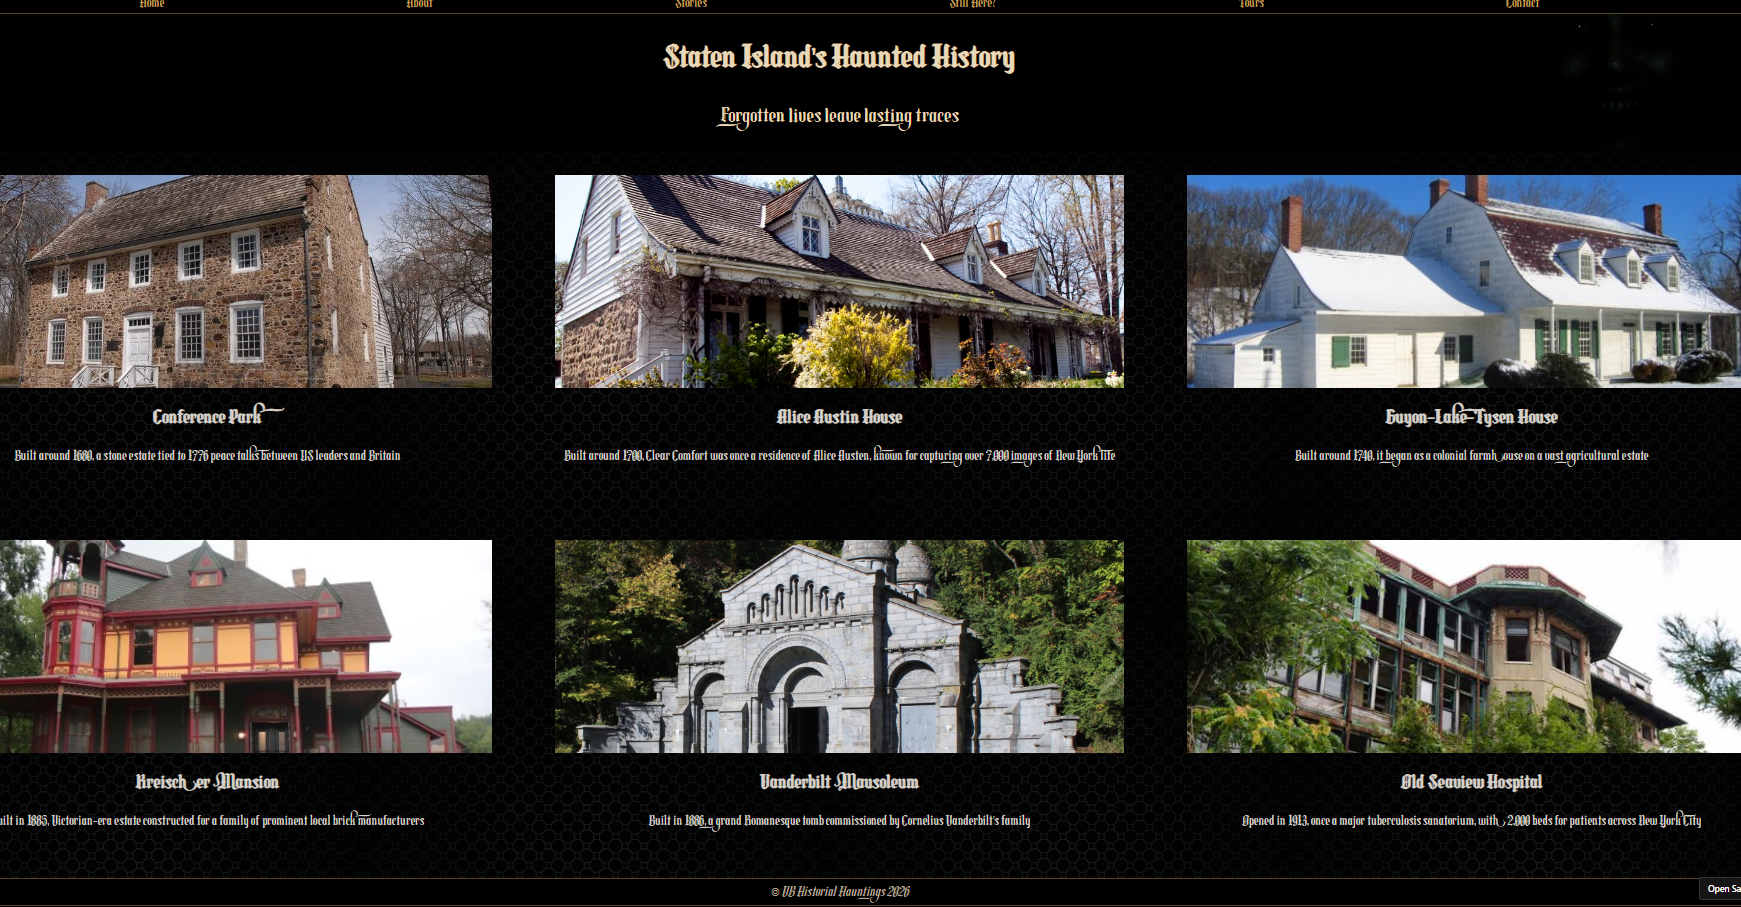 Home About Stories Still Here? Tours Contact
Staten Island's Haunted History
Forgotten lives leave lasting traces
Conference Park Alice Austin House Guyon-Lake-Tysen House
Built around 1680, a stone estate tied to 1776 peace talks between US leaders and Britain Built around 1700, Clear Comfort was once a residence of Alice Austen, known for capturing over 7,000 images of New York life Built around 1740, it began as a colonial farmhouse on a vast agricultural estate
Kreischer Mansion Vanderbilt Mausoleum Old Seaview Hospital
uilt in 1885, Victorian-era estate constructed for a family of prominent local brick manufacturers Built in 1886, a grand Romanesque tomb commissioned by Cornelius Vanderbilt's family Opened in 1913, once a major tuberculosis sanatorium, with 2,000 beds for patients across New York City
© UB Historial Hauntings 2026
Open Sa